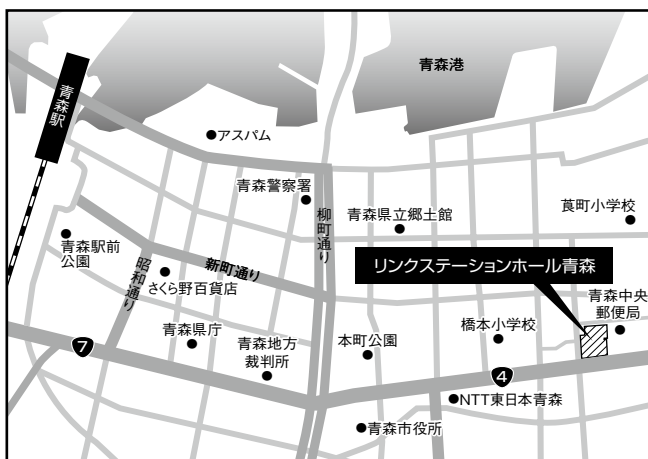 青森港
青森駅
アスパム
青森警察署
柳町通り
青森県立郷土館
莨町小学校
青森駅前
公園
昭和通り
新町通り
さくら野百貨店
リンクステーションホール青森
青森中央
郵便局
7
青森県庁
青森地方
裁判所
本町公園
橋本小学校
4
NTT東日本青森
青森市役所